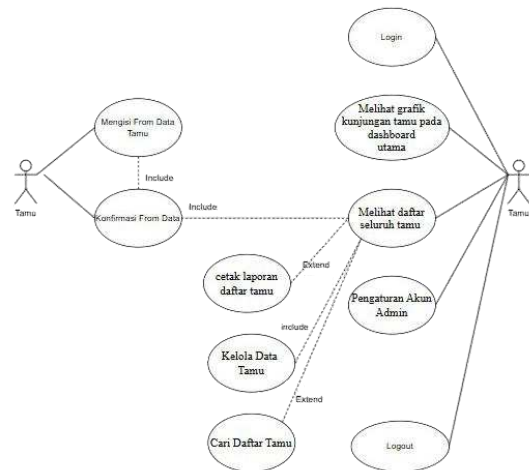 Login
Melihat grafik
kunjungan tamu pada
dashboard
utama
Mengisi From Data
Tamu
Include
Tamu
Konfirmasi From Data
Include
Melihat daftar
seluruh tamu
Tamu
Extend
cetak laporan
daftar tamu
Pengaturan Akun
Admin
include
Kelola Data
Tamu
Extend
Cari Daftar Tamu
Logout